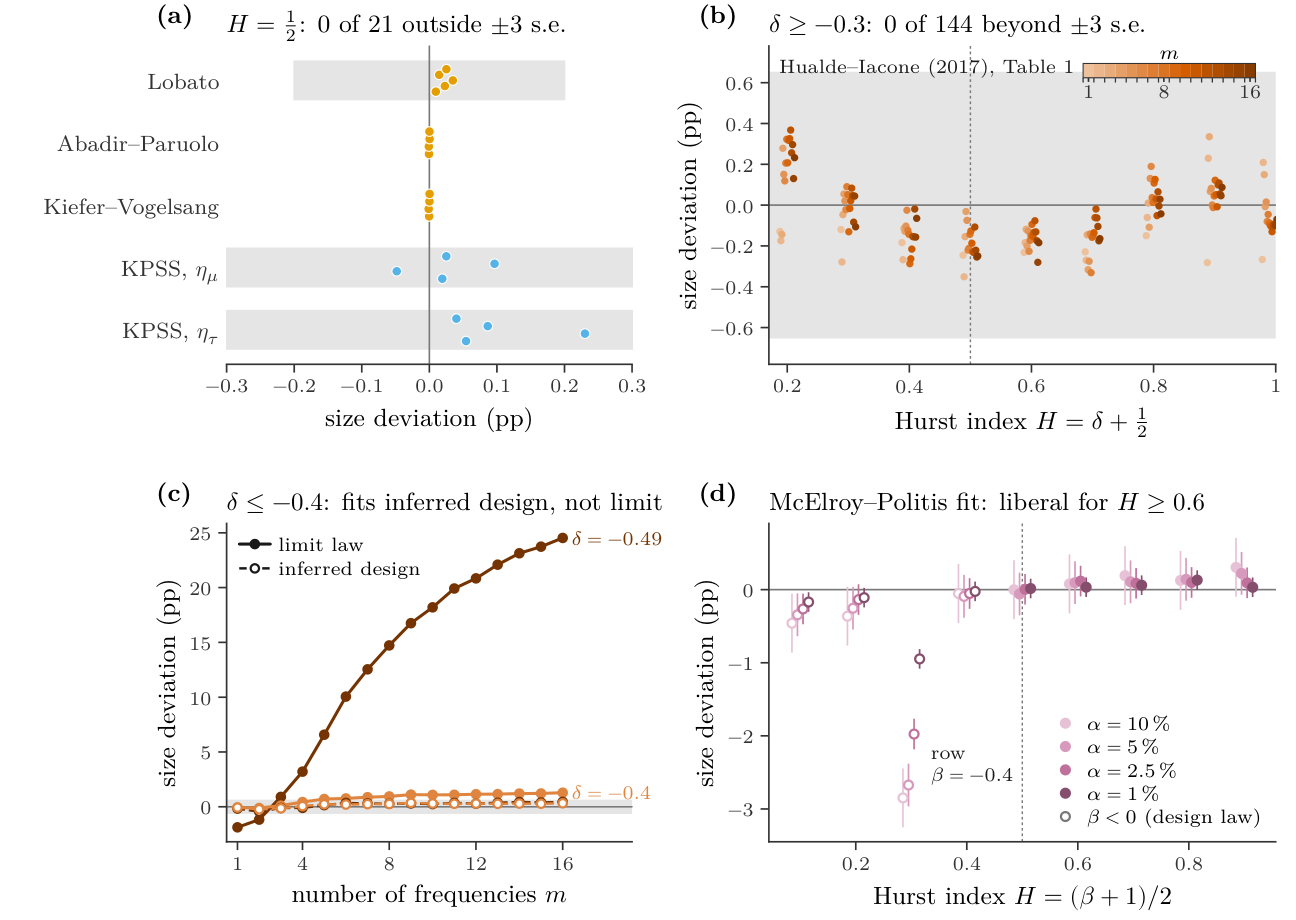 (a)
H = 1/2: 0 of 21 outside ±3 s.e.
Lobato
Abadir–Paruolo
Kiefer–Vogelsang
KPSS, η_μ
KPSS, η_τ
−0.3 −0.2 −0.1 0.0 0.1 0.2 0.3
size deviation (pp)
(b)
δ ≥ −0.3: 0 of 144 beyond ±3 s.e.
Hualde–Iacone (2017), Table 1
m
1 8 16
0.6
0.4
0.2
0.0
−0.2
−0.4
−0.6
size deviation (pp)
0.2 0.4 0.6 0.8 1
Hurst index H = δ + 1/2
(c)
δ ≤ −0.4: fits inferred design, not limit
limit law
inferred design
δ = −0.49
δ = −0.4
25
20
15
10
5
0
size deviation (pp)
1 4 8 12 16
number of frequencies m
(d)
McElroy–Politis fit: liberal for H ≥ 0.6
0
−1
−2
−3
size deviation (pp)
row
β = −0.4
α = 10 %
α = 5 %
α = 2.5 %
α = 1 %
β < 0 (design law)
0.2 0.4 0.6 0.8
Hurst index H = (β + 1)/2